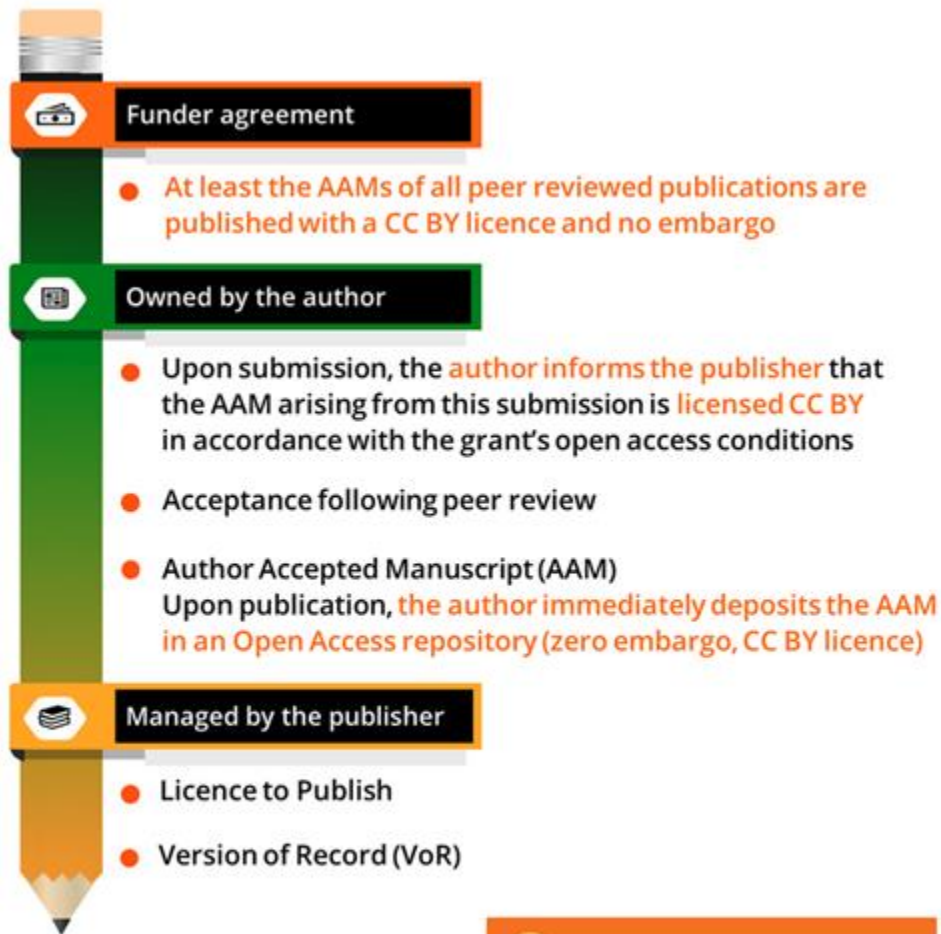 Funder agreement
At least the AAMs of all peer reviewed publications are
published with a CC BY licence and no embargo
Owned by the author
Upon submission, the author informs the publisher that
the AAM arising from this submission is licensed CC BY
in accordance with the grant's open access conditions
Acceptance following peer review
Author Accepted Manuscript (AAM)
Upon publication, the author immediately deposits the AAM
in an Open Access repository (zero embargo, CC BY licence)
Managed by the publisher
Licence to Publish
Version of Record (VoR)